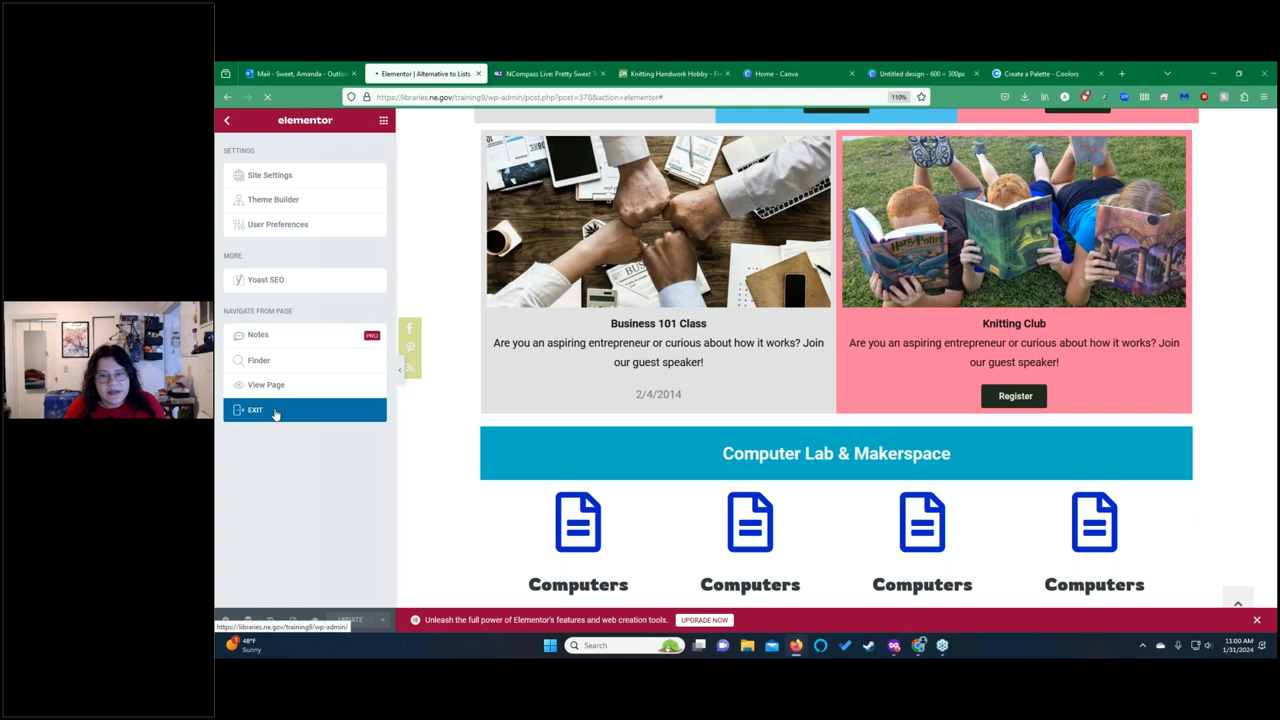 Mail - Sweet, Amanda - Outlo
Elementor | Alternative to Lists
NCompass Live: Pretty Sweet T
Knitting Handwork Hobby - Fre
Home - Canva
Untitled design - 600 × 300px
Create a Palette - Coolors
https://libraries.ne.gov/training9/wp-admin/post.php?post=378&action=elementor#
110%
elementor
SETTINGS
Site Settings
Theme Builder
User Preferences
MORE
Yoast SEO
NAVIGATE FROM PAGE
Notes
PRO
Finder
View Page
EXIT
UPDATE
https://libraries.ne.gov/training9/wp-admin/
Business 101 Class
Are you an aspiring entrepreneur or curious about how it works? Join
our guest speaker!
2/4/2014
Knitting Club
Are you an aspiring entrepreneur or curious about how it works? Join
our guest speaker!
Register
Computer Lab & Makerspace
Computers
Computers
Computers
Computers
Unleash the full power of Elementor's features and web creation tools.
UPGRADE NOW
48°F
Sunny
Search
11:00 AM
1/31/2024